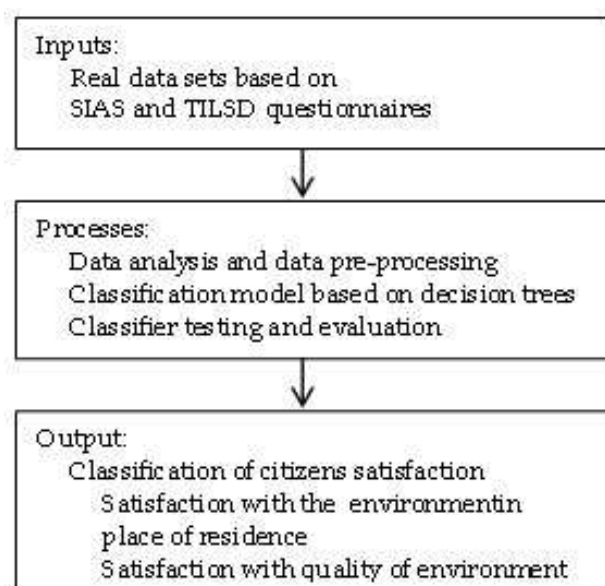 Inputs:
Real data sets based on
SIAS and TILSD questionnaires
Processes:
Data analysis and data pre-processing
Classification model based on decision trees
Classifier testing and evaluation
Output:
Classification of citizens satisfaction
Satisfaction with the environmentin
place of residence
Satisfaction with quality of environment